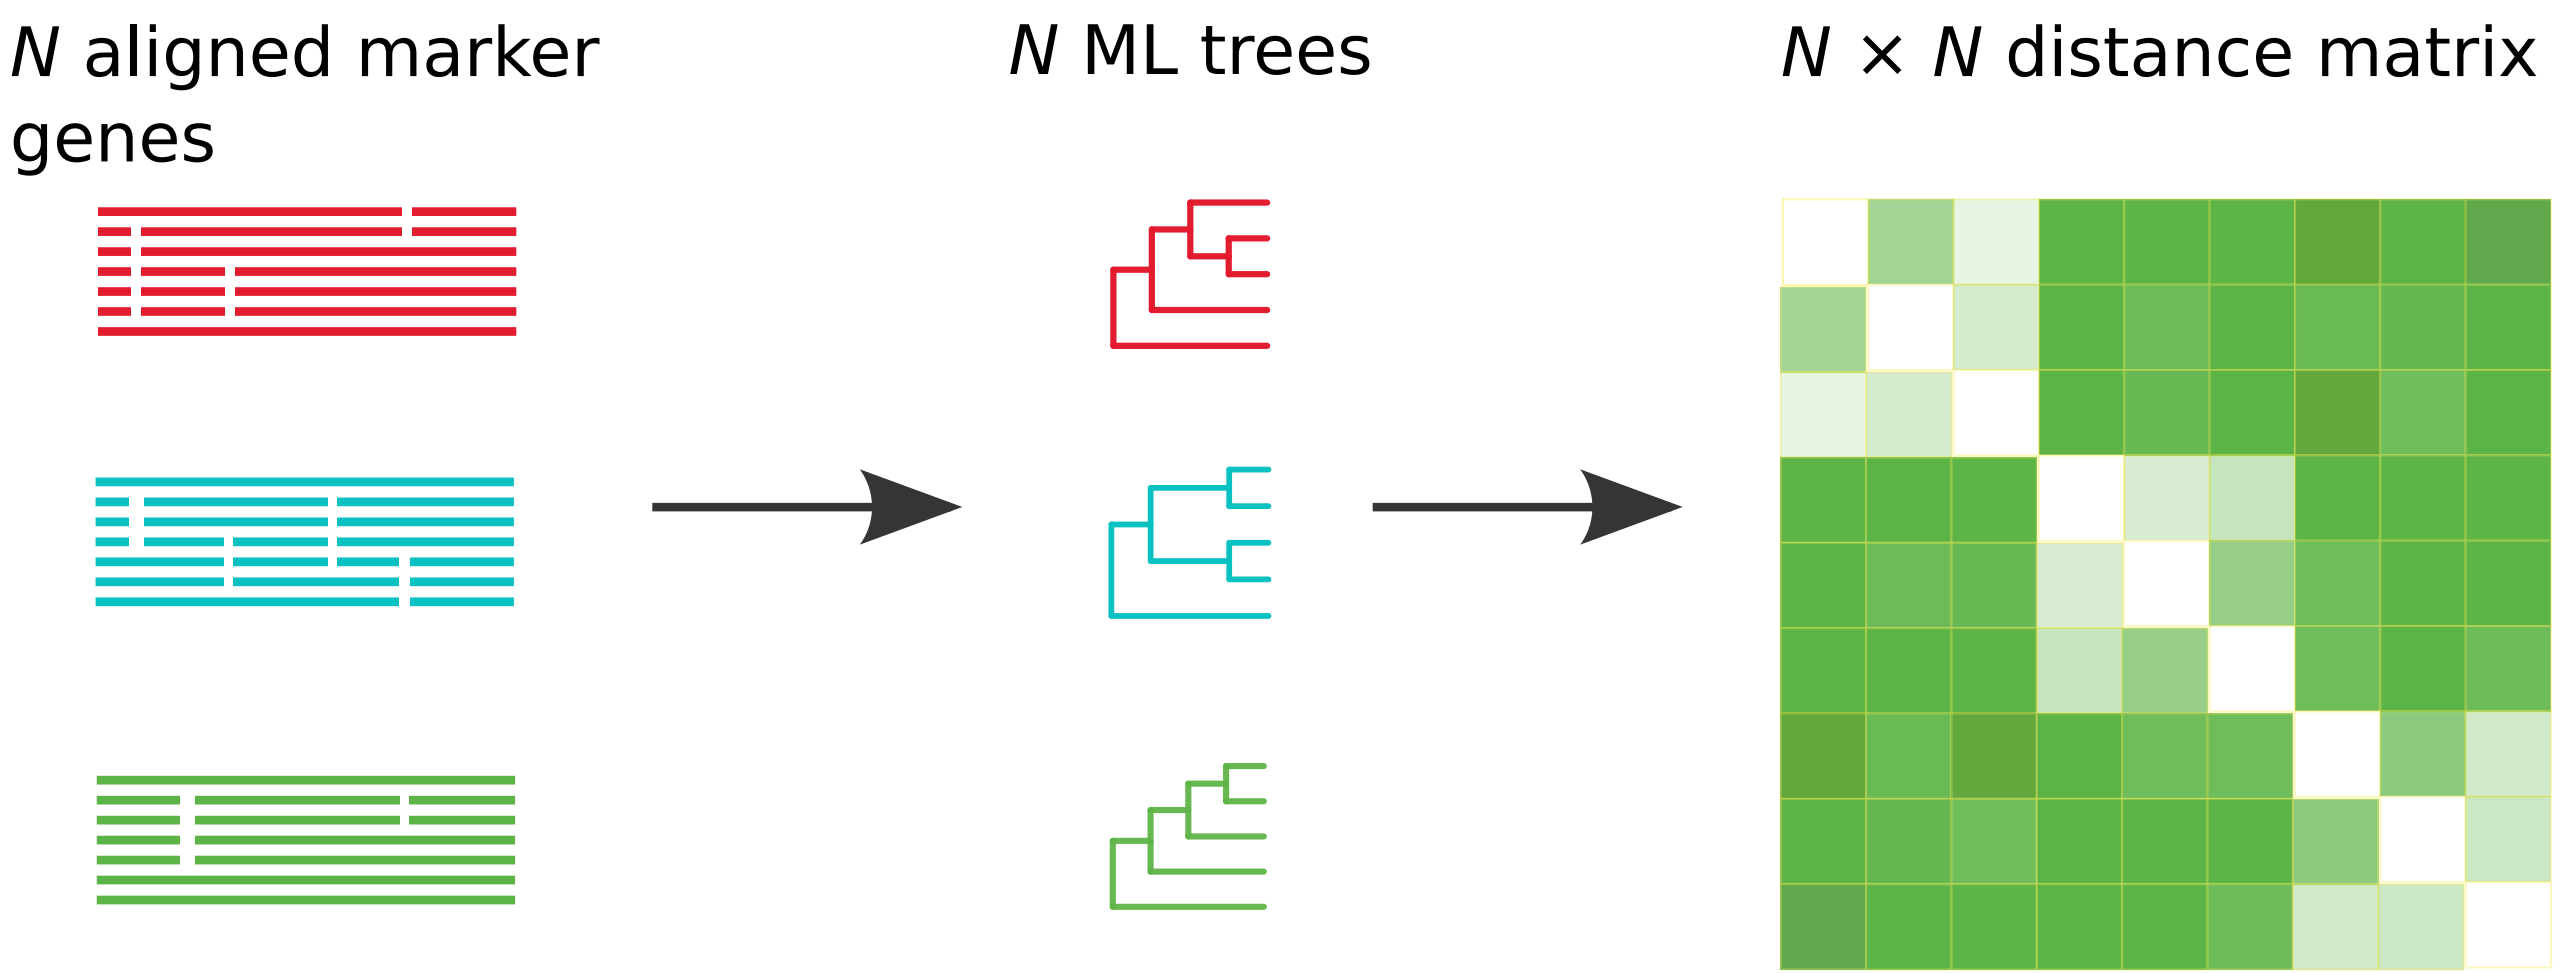 N aligned marker
genes
N ML trees
N × N distance matrix